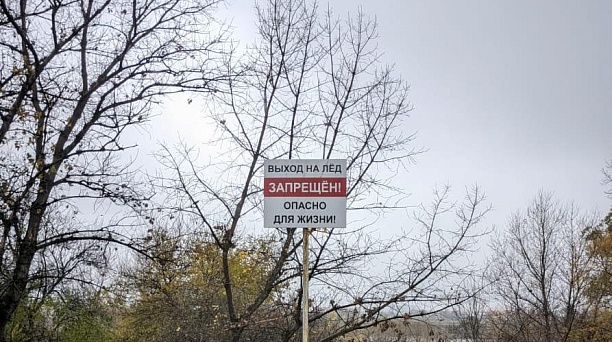 ВЫХОД НА ЛЁД
ЗАПРЕЩЁН!
ОПАСНО
ДЛЯ ЖИЗНИ!